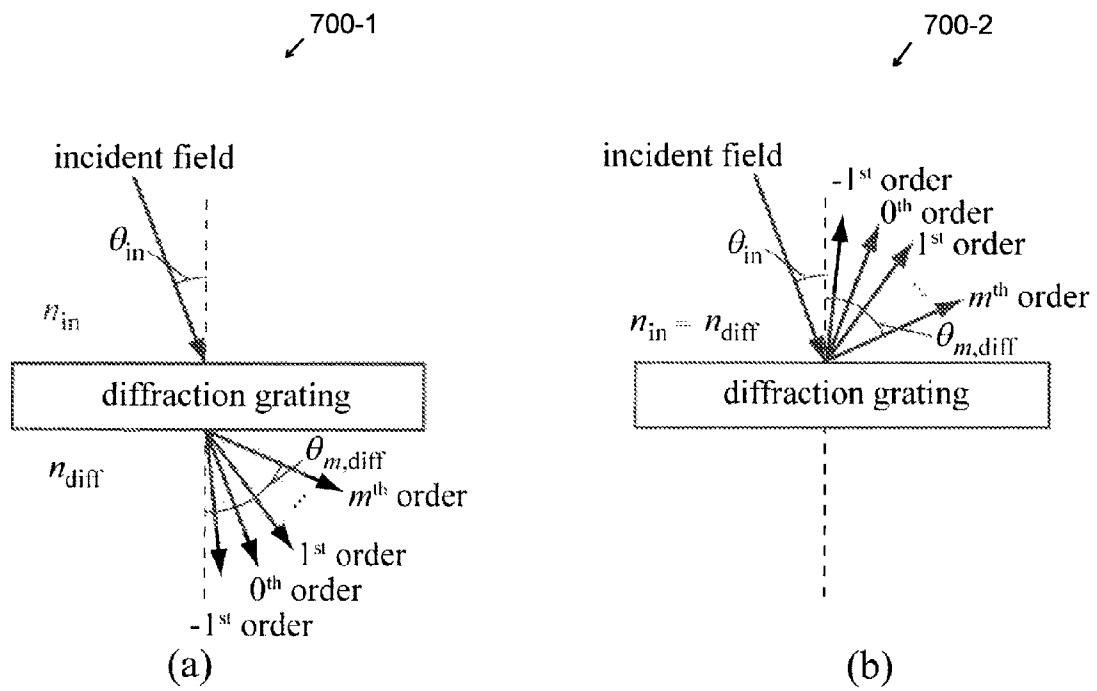 700-1
incident field
θin
nin
diffraction grating
ndiff
θm,diff
mth order
...
1st order
0th order
-1st order
(a)
700-2
incident field
-1st order
0th order
1st order
...
mth order
θin
nin = ndiff
θm,diff
diffraction grating
(b)